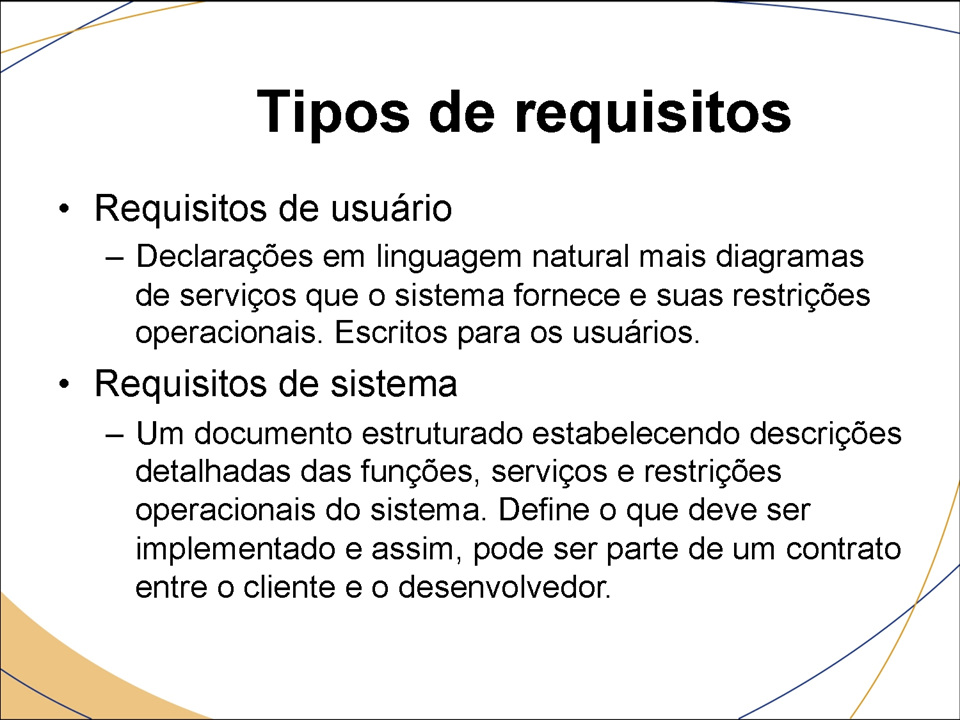 Tipos de requisitos
• Requisitos de usuário
– Declarações em linguagem natural mais diagramas
de serviços que o sistema fornece e suas restrições
operacionais. Escritos para os usuários.
• Requisitos de sistema
– Um documento estruturado estabelecendo descrições
detalhadas das funções, serviços e restrições
operacionais do sistema. Define o que deve ser
implementado e assim, pode ser parte de um contrato
entre o cliente e o desenvolvedor.